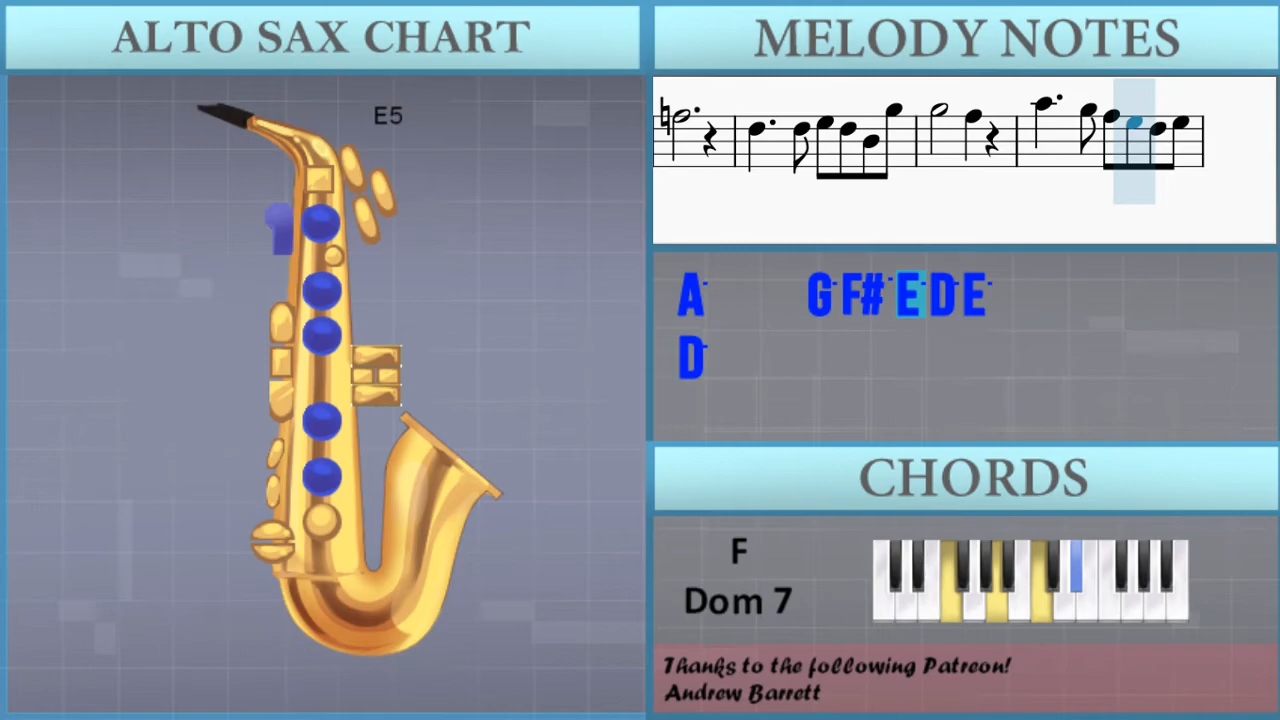 ALTO SAX CHART
E5
MELODY NOTES
A G F# E D E
D
CHORDS
F
Dom 7
Thanks to the following Patreon!
Andrew Barrett